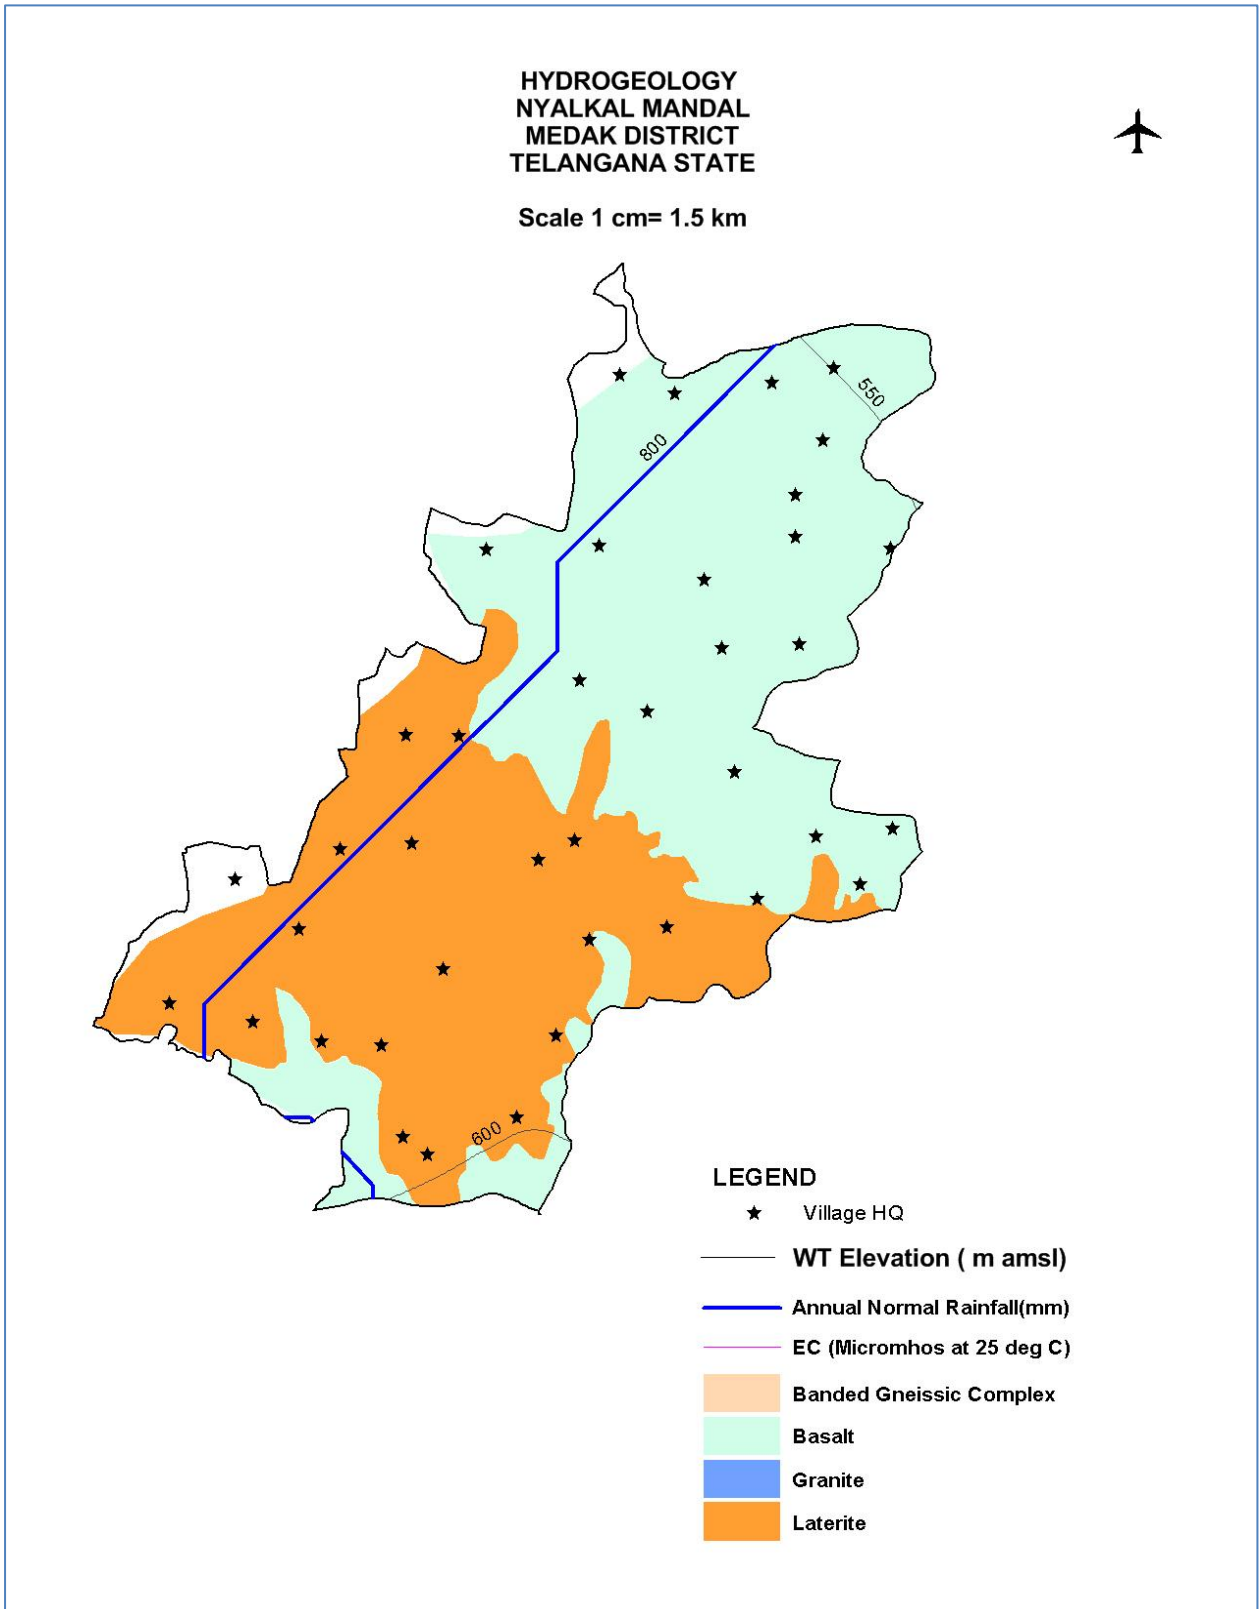 HYDROGEOLOGY
NYALKAL MANDAL
MEDAK DISTRICT
TELANGANA STATE
Scale 1 cm= 1.5 km
550
800
600
LEGEND
Village HQ
WT Elevation ( m amsl)
Annual Normal Rainfall(mm)
EC (Micromhos at 25 deg C)
Banded Gneissic Complex
Basalt
Granite
Laterite